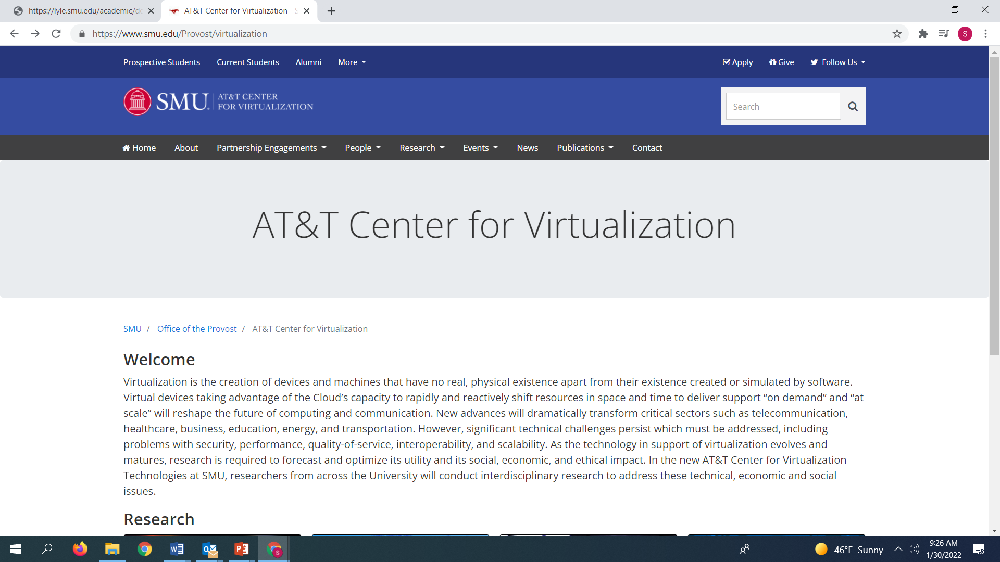 https://lyle.smu.edu/academic/do
AT&T Center for Virtualization - S
https://www.smu.edu/Provost/virtualization
S
Prospective Students Current Students Alumni More
Apply Give Follow Us
SMU. AT&T CENTER
FOR VIRTUALIZATION
Search
Home About Partnership Engagements People Research Events News Publications Contact
AT&T Center for Virtualization
SMU / Office of the Provost / AT&T Center for Virtualization
Welcome
Virtualization is the creation of devices and machines that have no real, physical existence apart from their existence created or simulated by software.
Virtual devices taking advantage of the Cloud’s capacity to rapidly and reactively shift resources in space and time to deliver support “on demand” and “at
scale” will reshape the future of computing and communication. New advances will dramatically transform critical sectors such as telecommunication,
healthcare, business, education, energy, and transportation. However, significant technical challenges persist which must be addressed, including
problems with security, performance, quality-of-service, interoperability, and scalability. As the technology in support of virtualization evolves and
matures, research is required to forecast and optimize its utility and its social, economic, and ethical impact. In the new AT&T Center for Virtualization
Technologies at SMU, researchers from across the University will conduct interdisciplinary research to address these technical, economic and social
issues.
Research
46°F Sunny
9:26 AM
1/30/2022